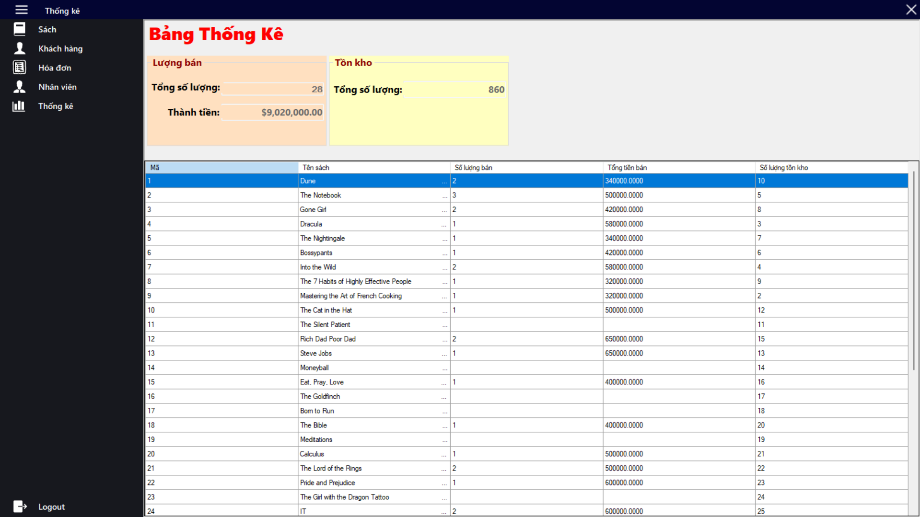 Thống kê
Sách
Khách hàng
Hóa đơn
Nhân viên
Thống kê
Logout
Bảng Thống Kê
Lượng bán
Tổng số lượng: 28
Thành tiền: $9,020,000.00
Tồn kho
Tổng số lượng: 860
Mã Tên sách Số lượng bán Tổng tiền bán Số lượng tồn kho
1 Dune ... 2 340000.0000 10
2 The Notebook ... 3 500000.0000 5
3 Gone Girl ... 2 420000.0000 8
4 Dracula ... 1 580000.0000 3
5 The Nightingale ... 1 340000.0000 7
6 Bossypants ... 1 420000.0000 6
7 Into the Wild ... 2 580000.0000 4
8 The 7 Habits of Highly Effective People ... 1 320000.0000 9
9 Mastering the Art of French Cooking ... 1 320000.0000 2
10 The Cat in the Hat ... 1 500000.0000 12
11 The Silent Patient ... 11
12 Rich Dad Poor Dad ... 2 650000.0000 15
13 Steve Jobs ... 1 650000.0000 13
14 Moneyball ... 14
15 Eat, Pray, Love ... 1 400000.0000 16
16 The Goldfinch ... 17
17 Born to Run ... 18
18 The Bible ... 1 400000.0000 20
19 Meditations ... 19
20 Calculus ... 1 500000.0000 21
21 The Lord of the Rings ... 2 500000.0000 22
22 Pride and Prejudice ... 1 600000.0000 23
23 The Girl with the Dragon Tattoo ... 24
24 IT ... 2 600000.0000 25